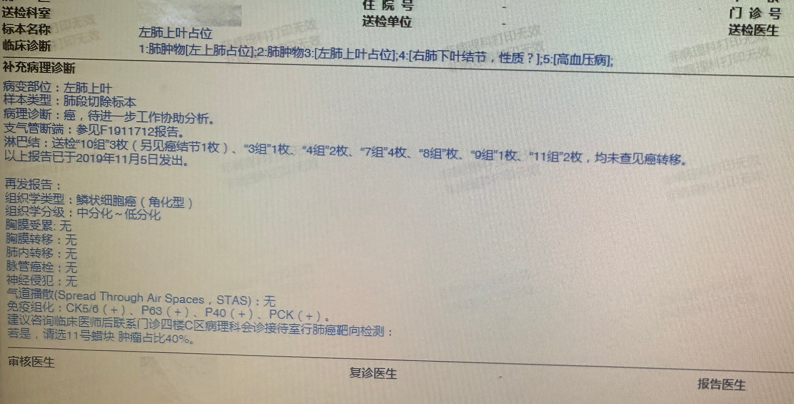 送检科室
住 院 号
-
门 诊 号
标本名称
左肺上叶占位
送检单位
-
送检医生
临床诊断
1:肺肿物[左上肺占位];2:肺肿物3:[左肺上叶占位];4:[右肺下叶结节，性质？];5:[高血压病];
补充病理诊断
病变部位：左肺上叶
样本类型：肺段切除标本
病理诊断：癌，待进一步工作协助分析。
支气管断端：参见F1911712报告。
淋巴结：送检“10组”3枚（另见癌结节1枚）、“3组”1枚、“4组”2枚、“7组”4枚、“8组”枚、“9组”1枚、“11组”2枚，均未查见癌转移。
以上报告已于2019年11月5日发出。
再发报告：
组织学类型：鳞状细胞癌（角化型）
组织学分级：中分化～低分化
胸膜受累: 无
胸膜转移：无
肺内转移：无
脉管癌栓：无
神经侵犯：无
气道播散(Spread Through Air Spaces，STAS)：无
免疫组化：CK5/6（+）、P63（+）、P40（+）、PCK（+）。
建议咨询临床医师后联系门诊四楼C区病理科会诊接待室行肺癌靶向检测：
若是，请选11号蜡块 肿瘤占比40%。
审核医生
复诊医生
-
报告医生